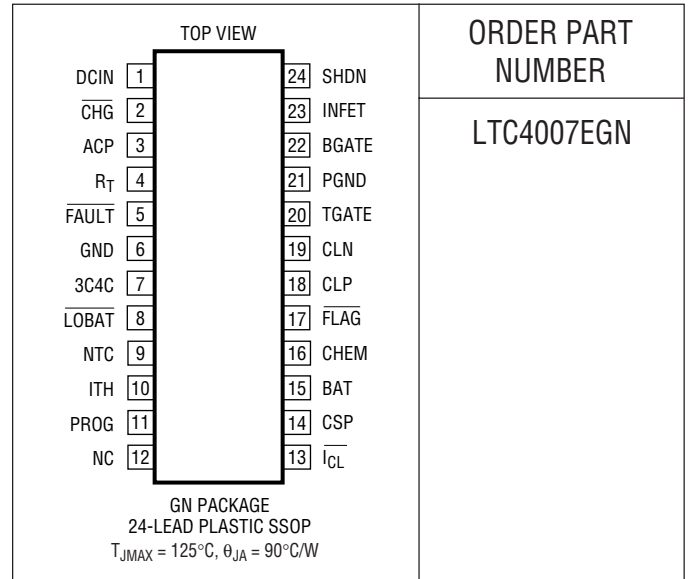 TOP VIEW
ORDER PART
NUMBER
LTC4007EGN
DCIN 1
CHG 2
ACP 3
RT 4
FAULT 5
GND 6
3C4C 7
LOBAT 8
NTC 9
ITH 10
PROG 11
NC 12
24 SHDN
23 INFET
22 BGATE
21 PGND
20 TGATE
19 CLN
18 CLP
17 FLAG
16 CHEM
15 BAT
14 CSP
13 ICL
GN PACKAGE
24-LEAD PLASTIC SSOP
TJMAX = 125°C, θJA = 90°C/W